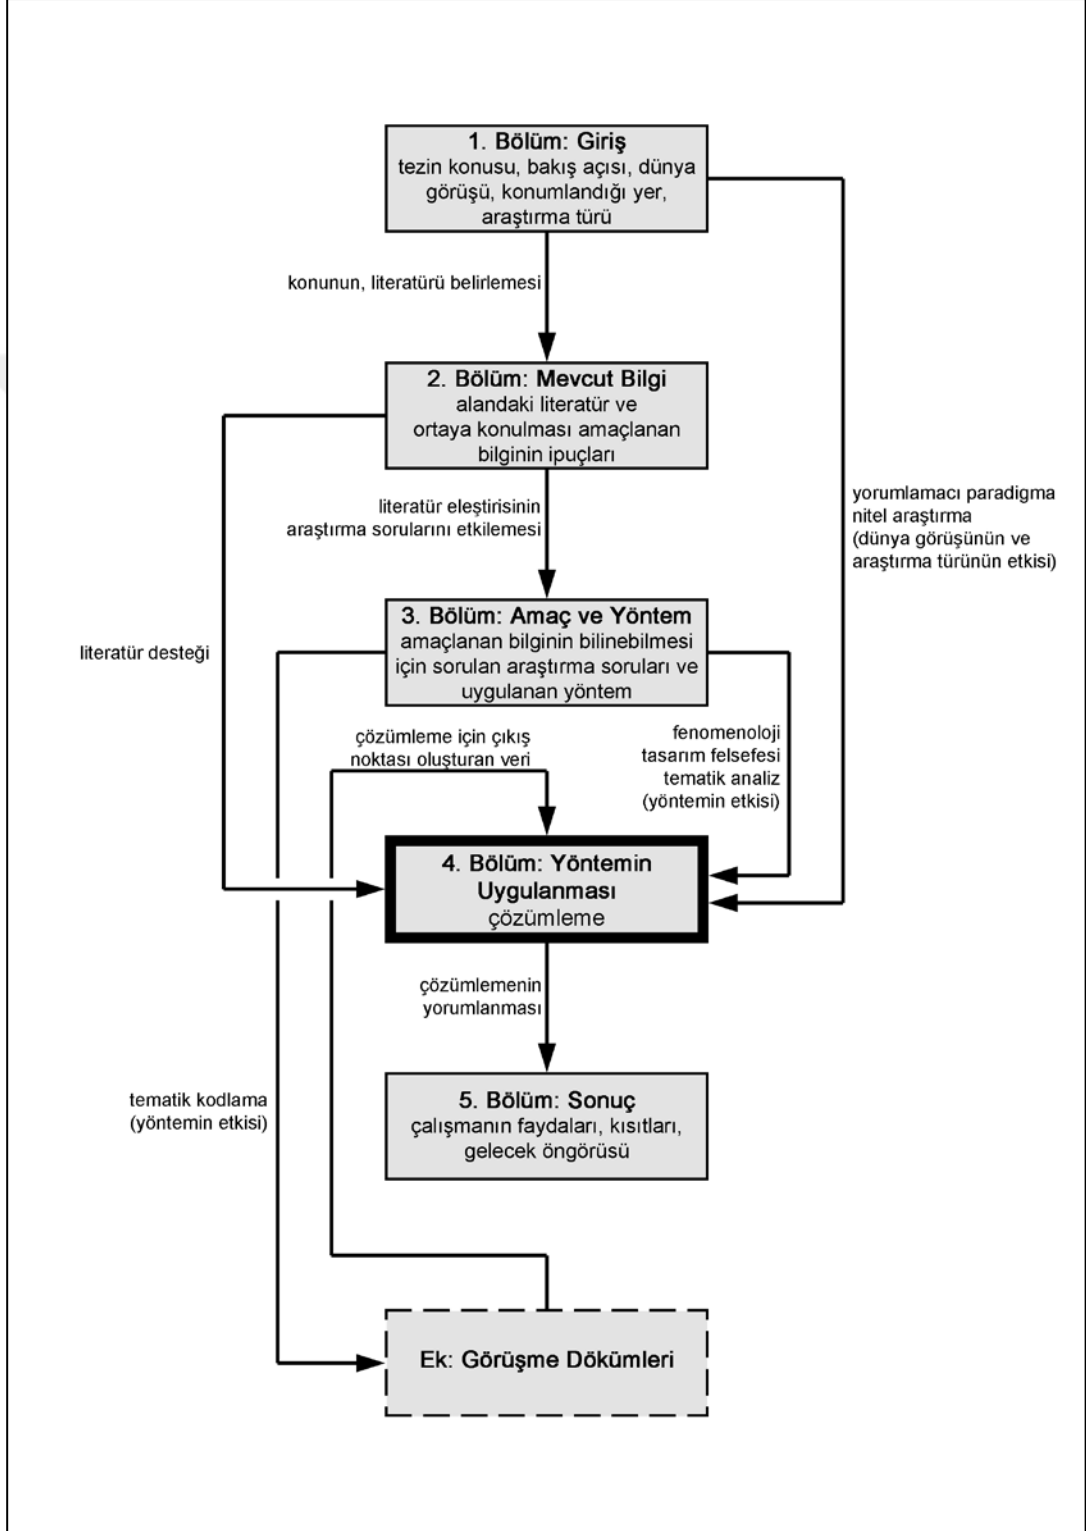 1. Bölüm: Giriş
tezin konusu, bakış açısı, dünya
görüşü, konumlandığı yer,
araştırma türü
konunun, literatürü belirlemesi
2. Bölüm: Mevcut Bilgi
alandaki literatür ve
ortaya konulması amaçlanan
bilginin ipuçları
literatür eleştirisinin
araştırma sorularını etkilemesi
yorumlamacı paradigma
nitel araştırma
(dünya görüşünün ve
araştırma türünün etkisi)
3. Bölüm: Amaç ve Yöntem
amaçlanan bilginin bilinebilmesi
için sorulan araştırma soruları ve
uygulanan yöntem
literatür desteği
çözümleme için çıkış
noktası oluşturan veri
fenomenoloji
tasarım felsefesi
tematik analiz
(yöntemin etkisi)
4. Bölüm: Yöntemin
Uygulanması
çözümleme
çözümlemenin
yorumlanması
5. Bölüm: Sonuç
çalışmanın faydaları, kısıtları,
gelecek öngörüsü
tematik kodlama
(yöntemin etkisi)
Ek: Görüşme Dökümleri